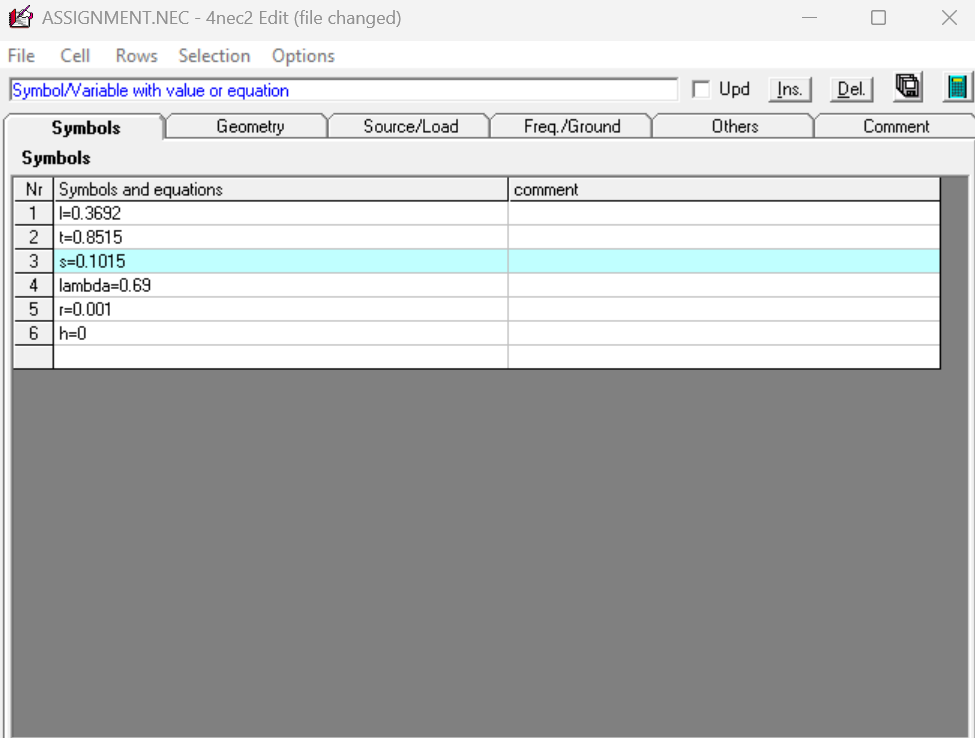 ASSIGNMENT.NEC - 4nec2 Edit (file changed)
File Cell Rows Selection Options
Symbol/Variable with value or equation Upd Ins. Del.
Symbols Geometry Source/Load Freq./Ground Others Comment
Symbols
Nr Symbols and equations comment
1 l=0.3692
2 t=0.8515
3 s=0.1015
4 lambda=0.69
5 r=0.001
6 h=0